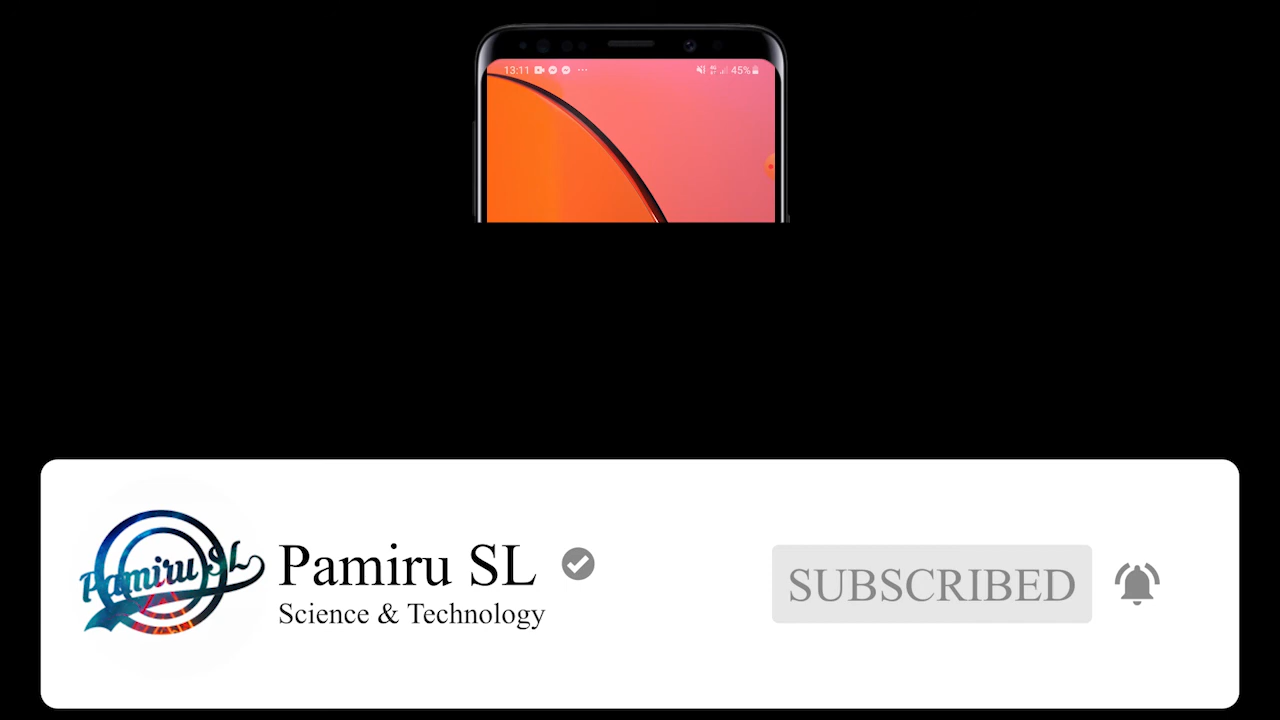 13:11 45%
Pamiru SL
Pamiru SL
Science & Technology
SUBSCRIBED